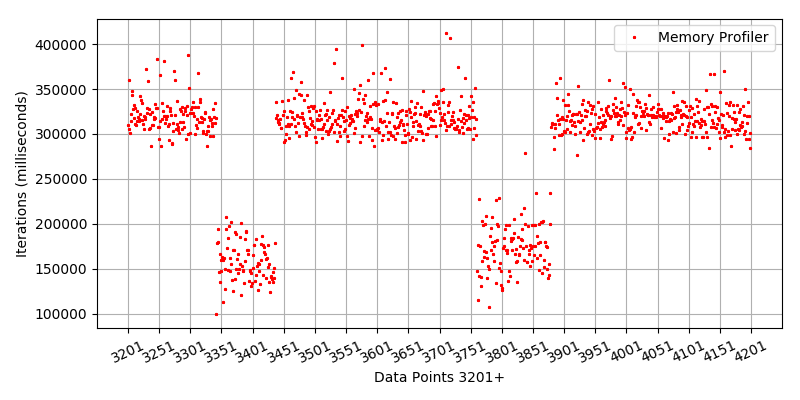 Memory Profiler
Iterations (milliseconds)
400000
350000
300000
250000
200000
150000
100000
3201 3251 3301 3351 3401 3451 3501 3551 3601 3651 3701 3751 3801 3851 3901 3951 4001 4051 4101 4151 4201
Data Points 3201+